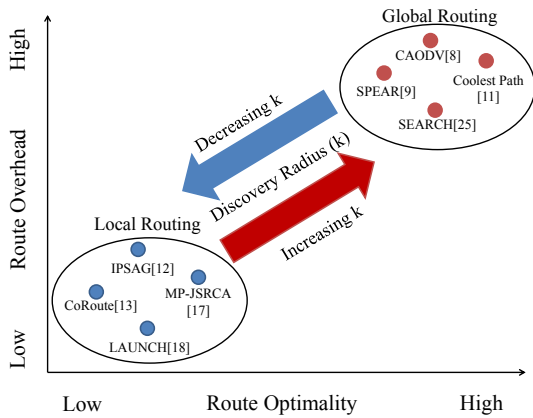 Global Routing
High
CAODV[8]
SPEAR[9]
Coolest Path
[11]
SEARCH[25]
Decreasing k
Discovery Radius (k)
Increasing k
Route Overhead
Local Routing
IPSAG[12]
MP-JSRCA
[17]
CoRoute[13]
LAUNCH[18]
Low
Low
Route Optimality
High